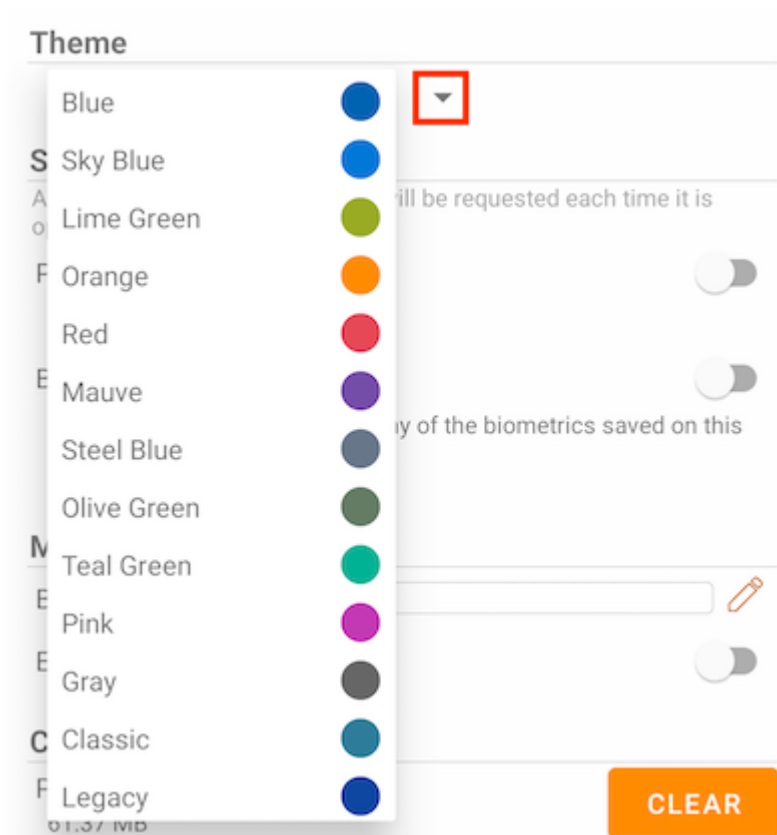 Theme
Blue
Sky Blue
S
A
ill be requested each time it is
Lime Green
Orange
Red
Mauve
y of the biometrics saved on this
Steel Blue
Olive Green
Teal Green
Pink
Gray
Classic
C
Legacy
CLEAR
61.37 MB